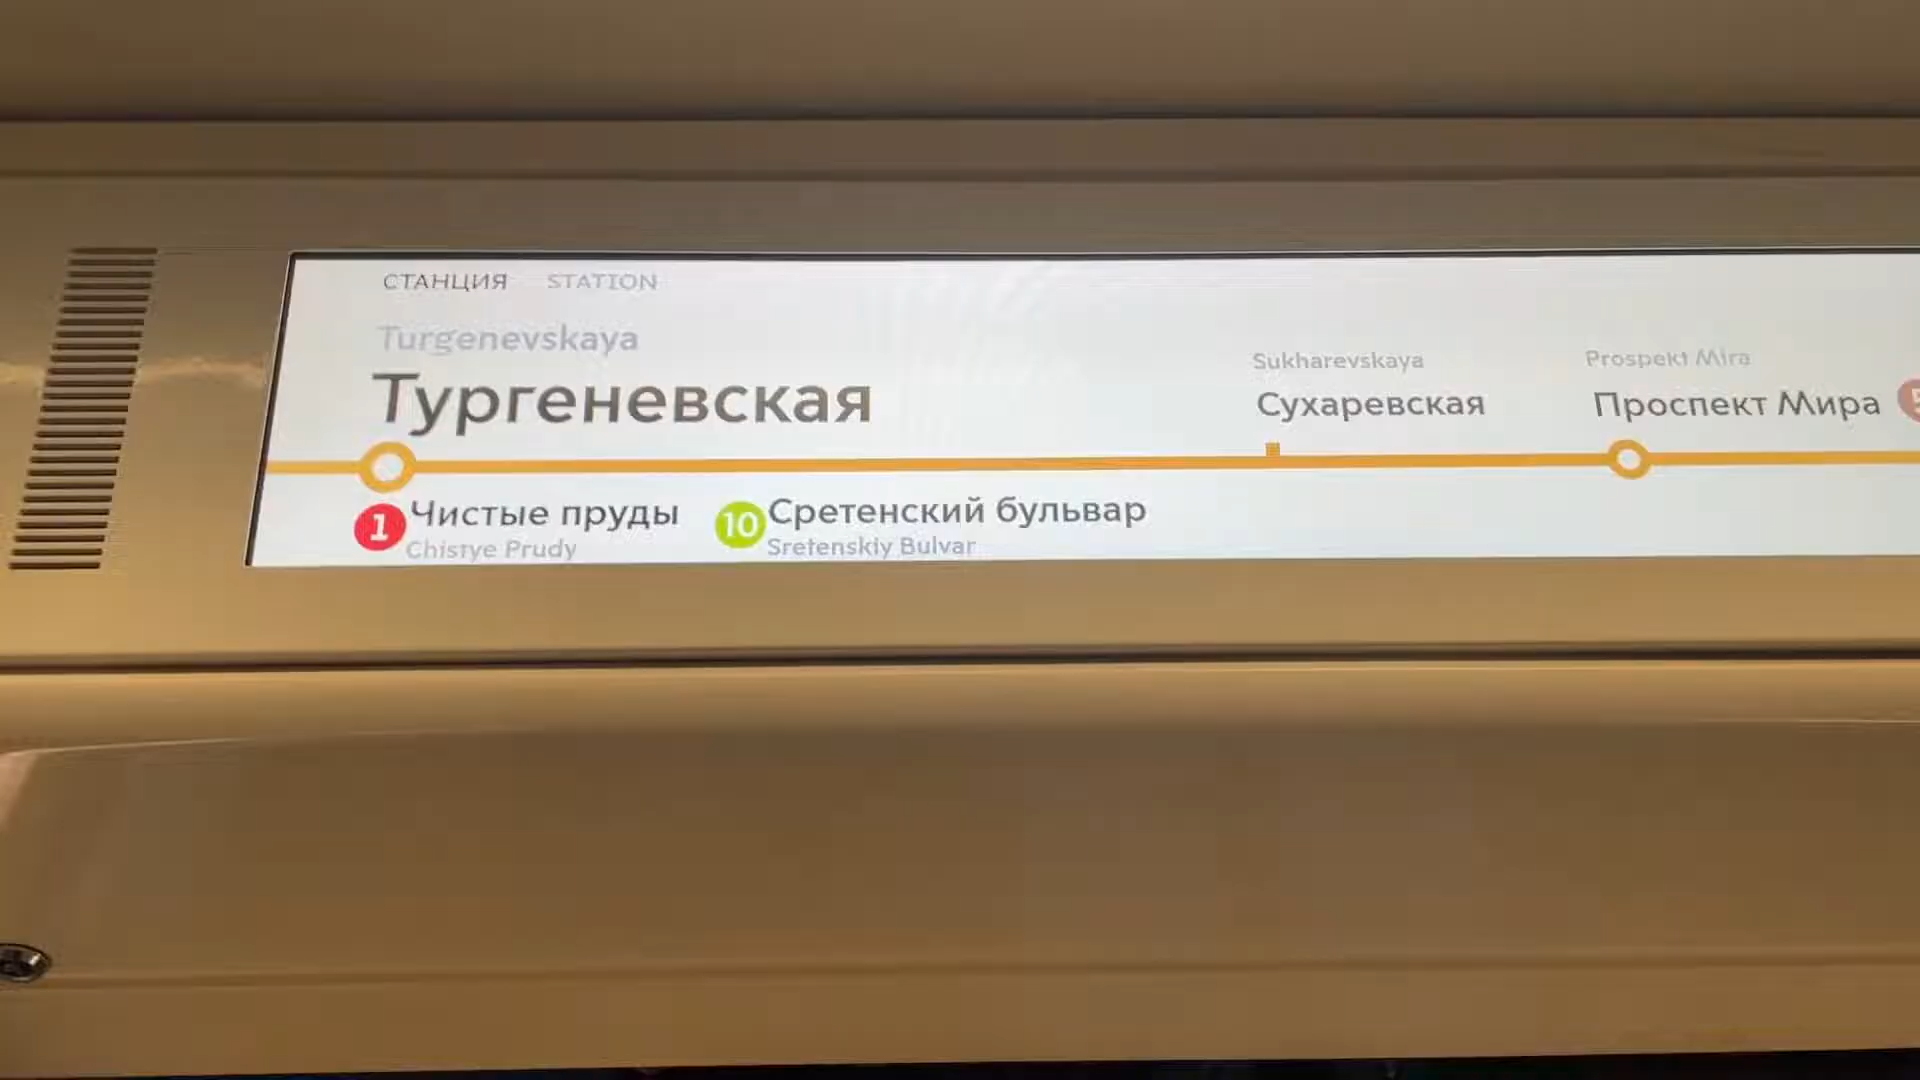 СТАНЦИЯ STATION
Turgenevskaya
Тургеневская
Sukharevskaya
Сухаревская
Prospekt Mira
Проспект Мира 5
1 Чистые пруды
Chistye Prudy
10 Сретенский бульвар
Sretenskiy Bulvar